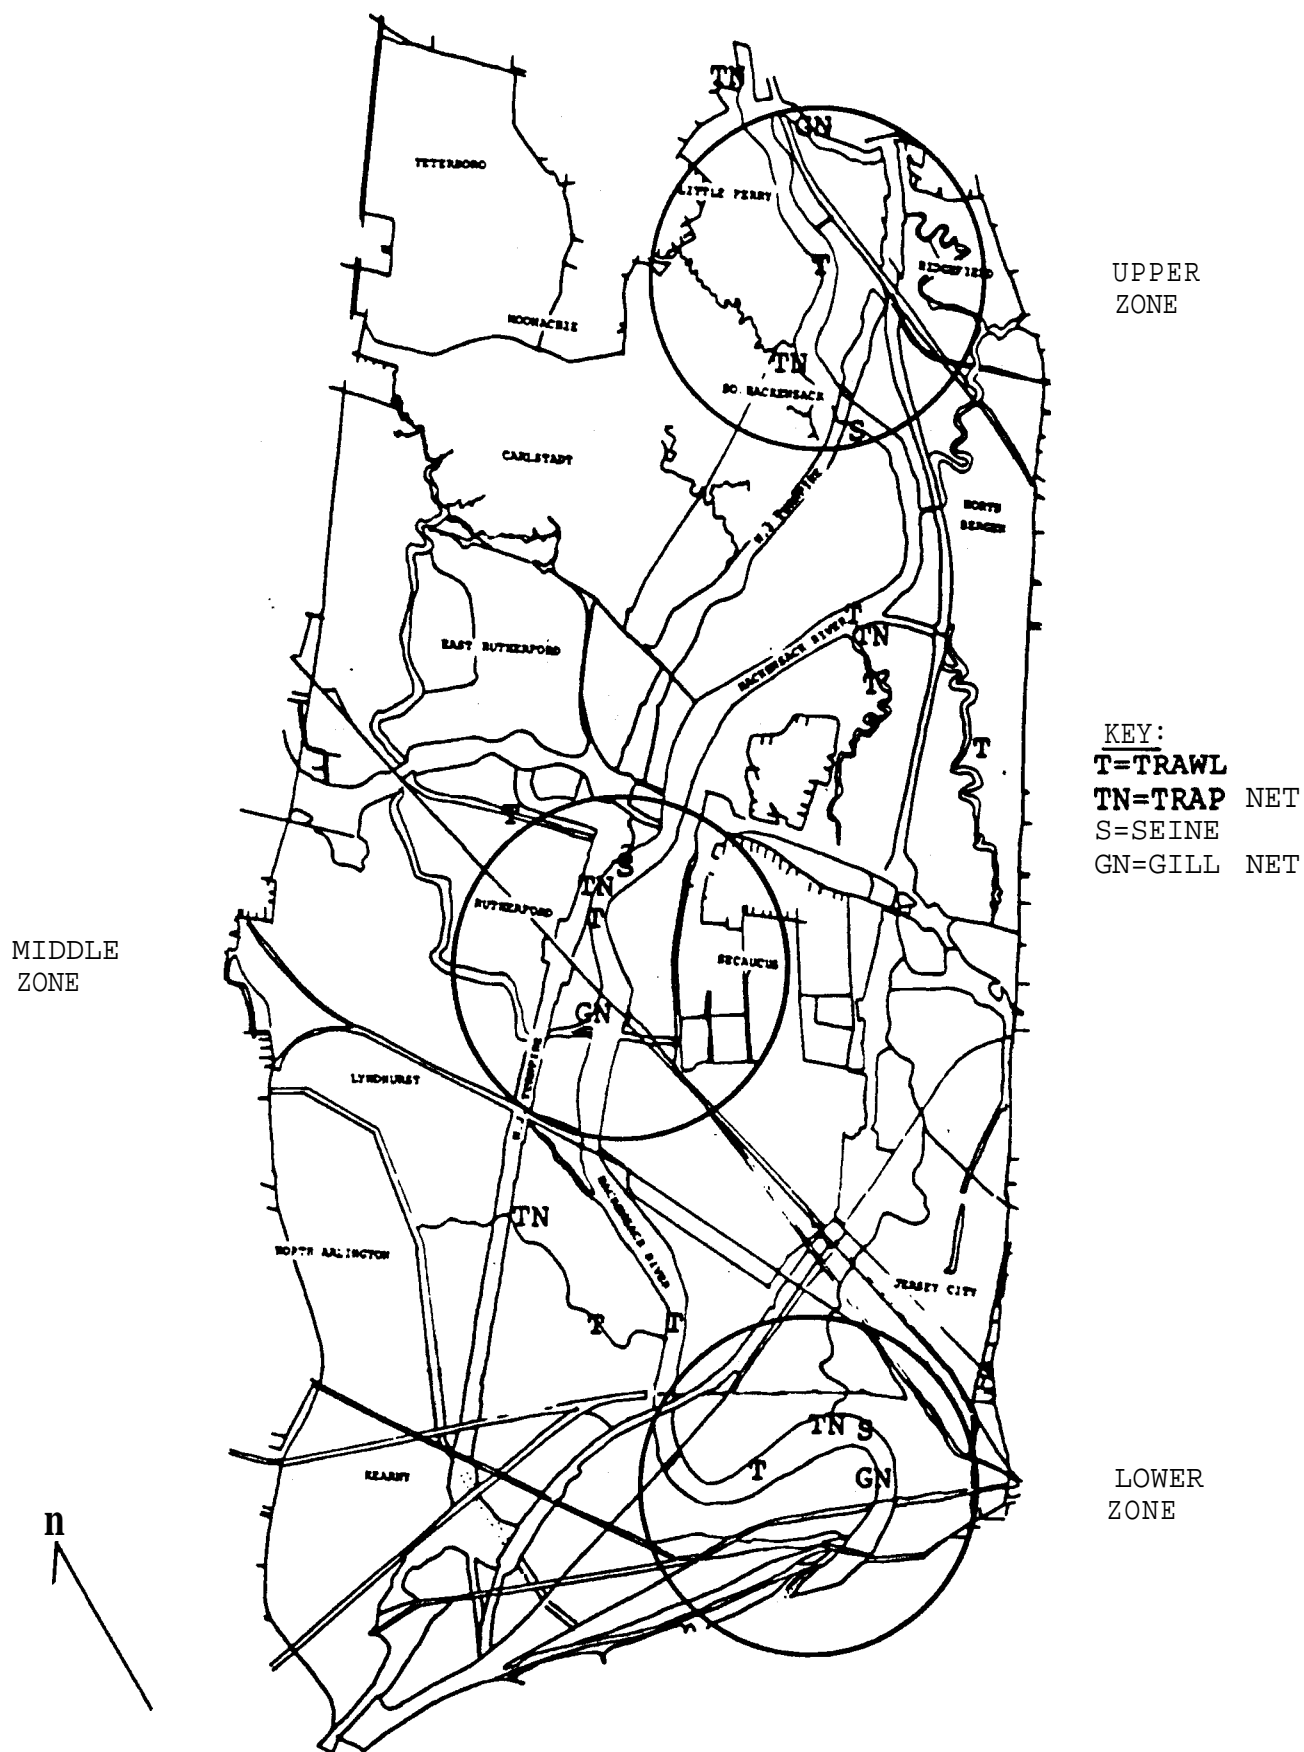 TN
GN
TETERBORO
LITTLE FERRY
T
RIDGEFIELD
UPPER
ZONE
MOONACHIE
TN
SO. HACKENSACK
S
CARLSTADT
N.J. TURNPIKE
NORTH
BERGEN
T
TN
HACKENSACK RIVER
EAST RUTHERFORD
T
T
KEY:
T=TRAWL
TN=TRAP NET
S=SEINE
GN=GILL NET
T
S
TN
RUTHERFORD
T
MIDDLE
ZONE
SECAUCUS
GN
N.J. TURNPIKE
LYNDHURST
TN
HACKENSACK RIVER
NORTH ARLINGTON
JERSEY CITY
T
T
TN S
T
GN
KEARNY
LOWER
ZONE
n